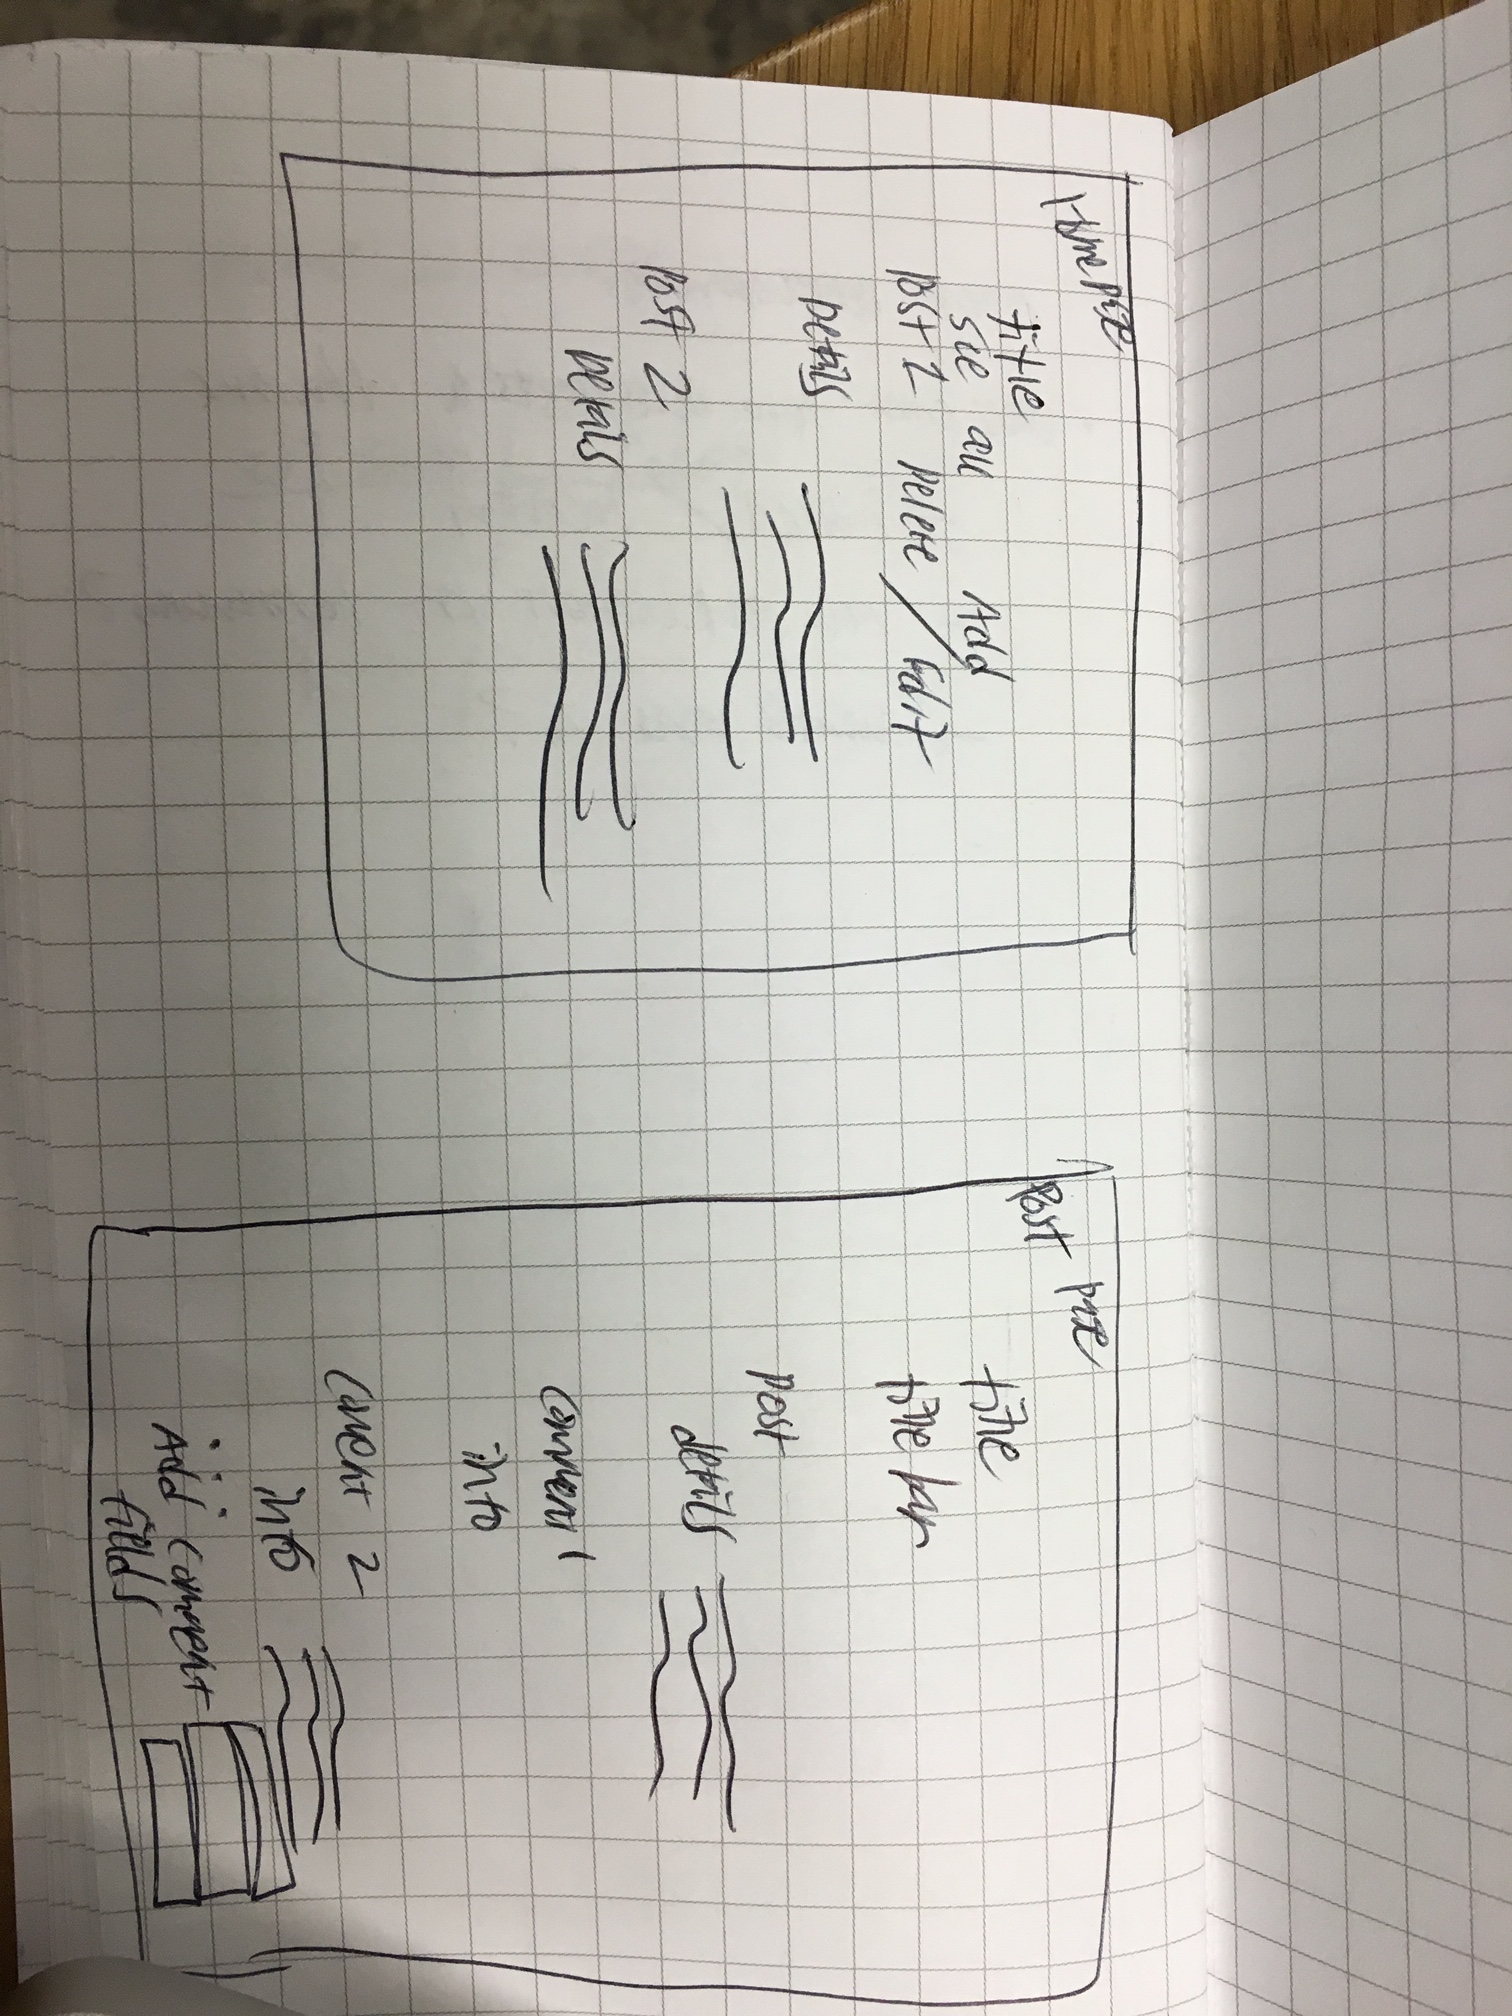 Home page
title
see all Add
Post 1 Delete / Edit
Details
Post 2
Details
Post page
title
title bar
Post
details
Comment 1
info
Coment 2
info
Add Comment
fields